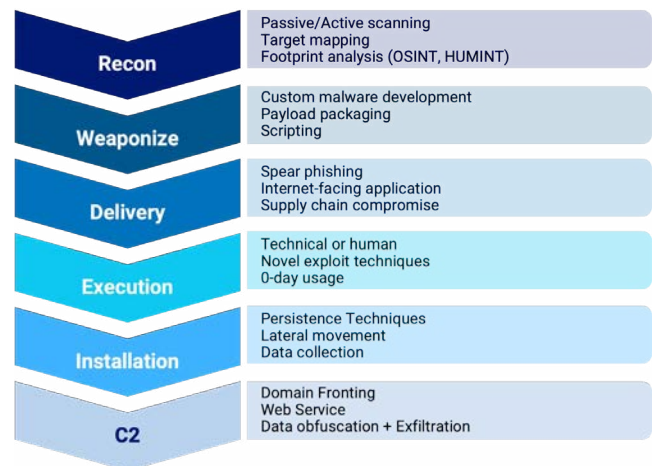 Recon
Passive/Active scanning
Target mapping
Footprint analysis (OSINT, HUMINT)
Weaponize
Custom malware development
Payload packaging
Scripting
Delivery
Spear phishing
Internet-facing application
Supply chain compromise
Execution
Technical or human
Novel exploit techniques
0-day usage
Installation
Persistence Techniques
Lateral movement
Data collection
C2
Domain Fronting
Web Service
Data obfuscation + Exfiltration